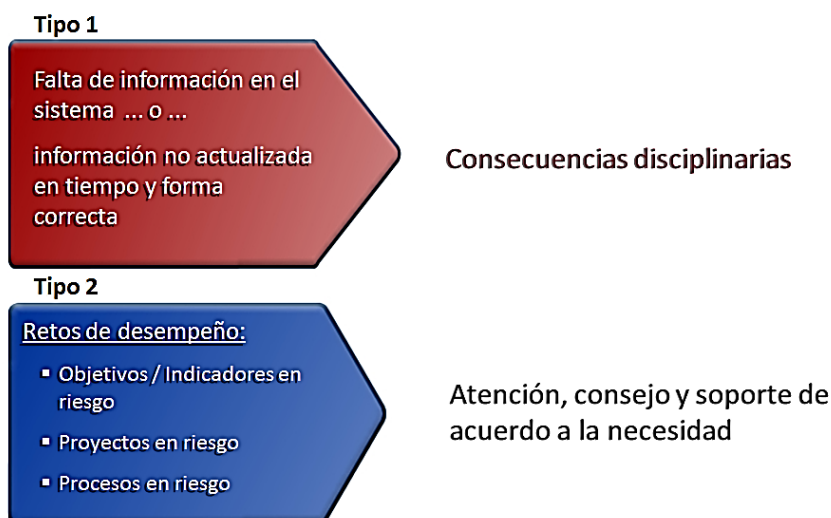 Tipo 1
Falta de información en el
sistema ... o ...
información no actualizada
en tiempo y forma
correcta
Consecuencias disciplinarias
Tipo 2
Retos de desempeño:
▪ Objetivos / Indicadores en
riesgo
▪ Proyectos en riesgo
▪ Procesos en riesgo
Atención, consejo y soporte de
acuerdo a la necesidad